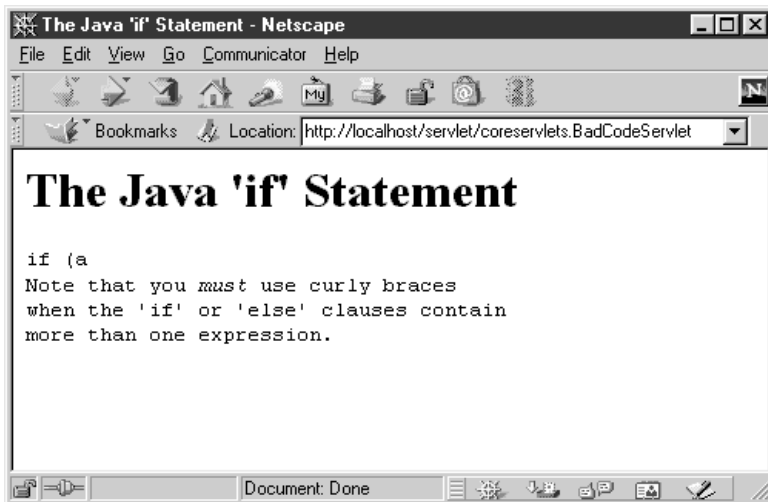 The Java 'if' Statement - Netscape
File Edit View Go Communicator Help
My N
Bookmarks Location: http://localhost/servlet/coreservlets.BadCodeServlet
The Java 'if' Statement
if (a
Note that you must use curly braces
when the 'if' or 'else' clauses contain
more than one expression.
Document: Done